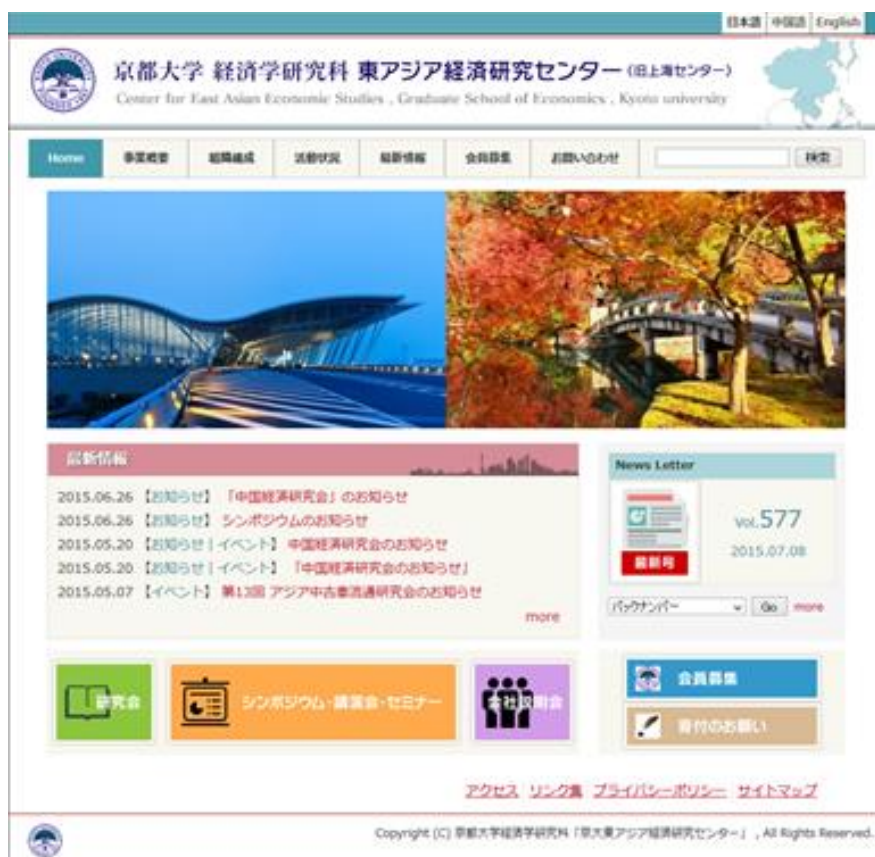 日本語 中国語 English
京都大学 経済学研究科 東アジア経済研究センター (旧上海センター)
Center for East Asian Economic Studies , Graduate School of Economics , Kyoto university
Home 事業概要 組織編成 活動状況 最新情報 会員募集 お問い合わせ 検索
最新情報
2015.06.26 【お知らせ】 「中国経済研究会」のお知らせ
2015.06.26 【お知らせ】 シンポジウムのお知らせ
2015.05.20 【お知らせ | イベント】 中国経済研究会のお知らせ
2015.05.20 【お知らせ | イベント】 「中国経済研究会のお知らせ」
2015.05.07 【イベント】 第13回 アジア中古車流通研究会のお知らせ
more
News Letter
最新号
Vol.577
2015.07.08
バックナンバー Go more
研究会
シンポジウム・講演会・セミナー
会社説明会
会員募集
寄付のお願い
アクセス リンク集 プライバシーポリシー サイトマップ
Copyright (C) 京都大学経済学研究科「京大東アジア経済研究センター」 , All Rights Reserved.